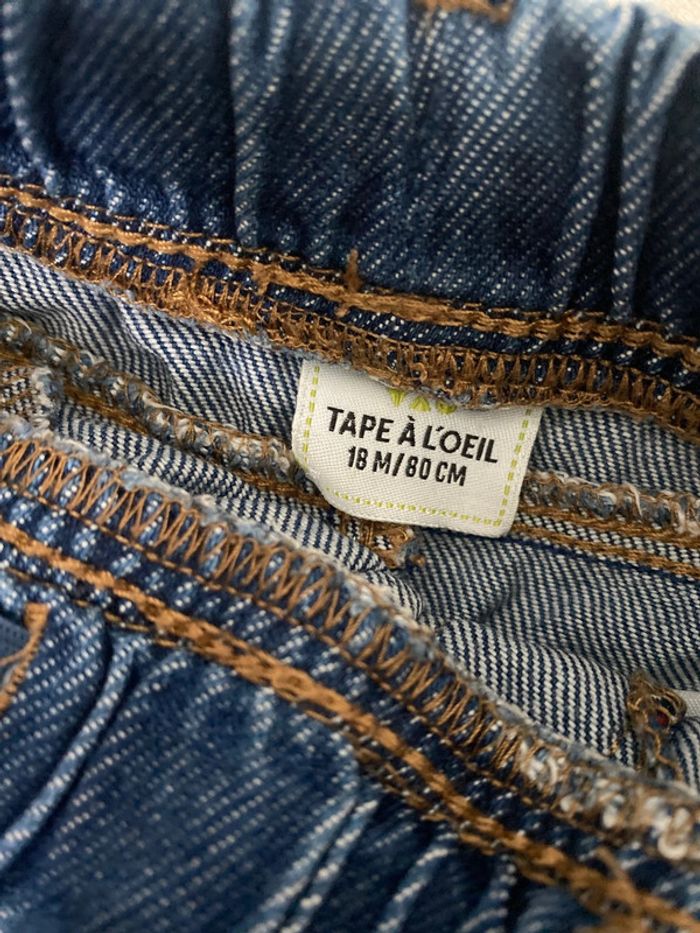 TAPE À L'OEIL
18 M/80 CM